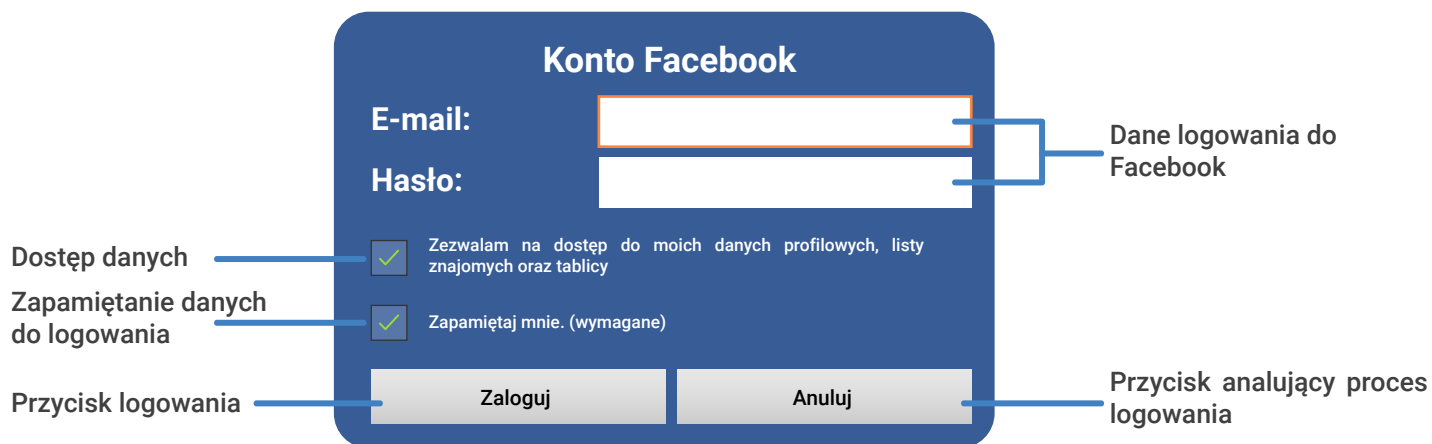 Konto Facebook
E-mail:
Hasło:
Dane logowania do
Facebook
Dostęp danych
Zezwalam na dostęp do moich danych profilowych, listy
znajomych oraz tablicy
Zapamiętanie danych
do logowania
Zapamiętaj mnie. (wymagane)
Przycisk logowania
Zaloguj
Anuluj
Przycisk analujący proces
logowania